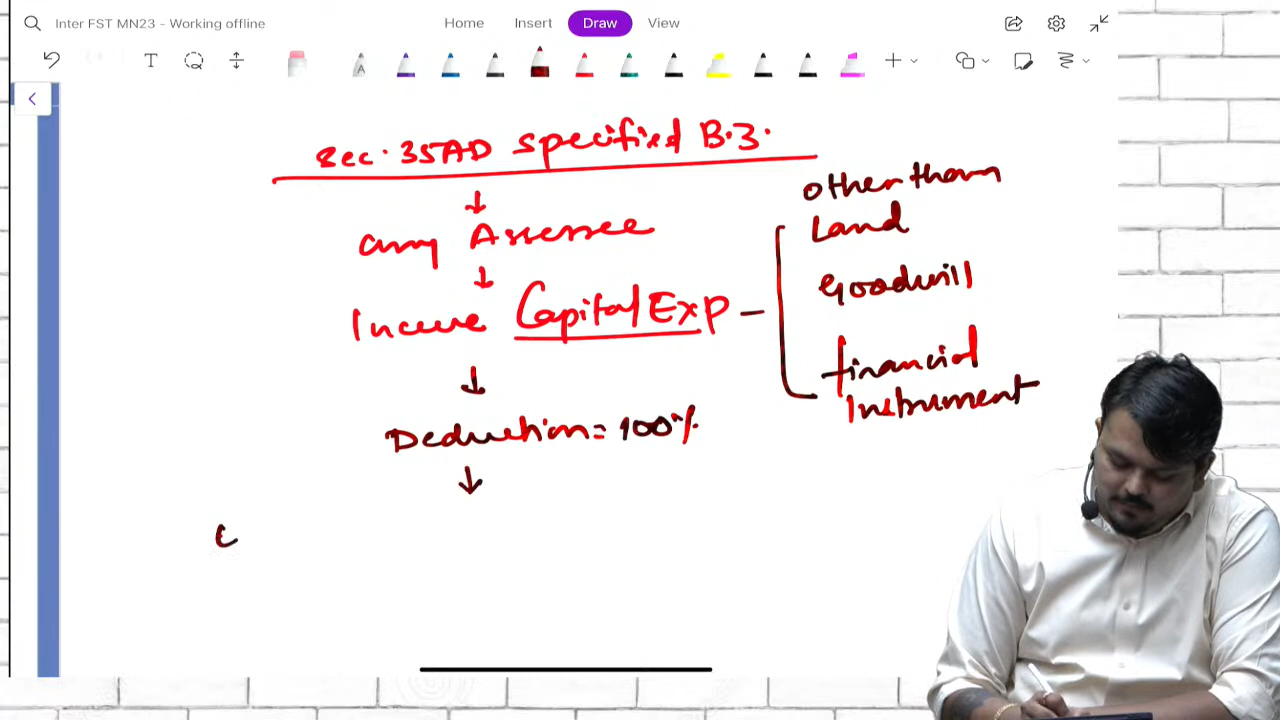 Inter FST MN23 - Working offline
Home Insert Draw View
T A
Sec. 35AD specified B.3.
↓
any Assessee
↓
Incure Capital Exp –
other than
Land
Goodwill
financial
Instrument
↓
Deduction = 100%
↓